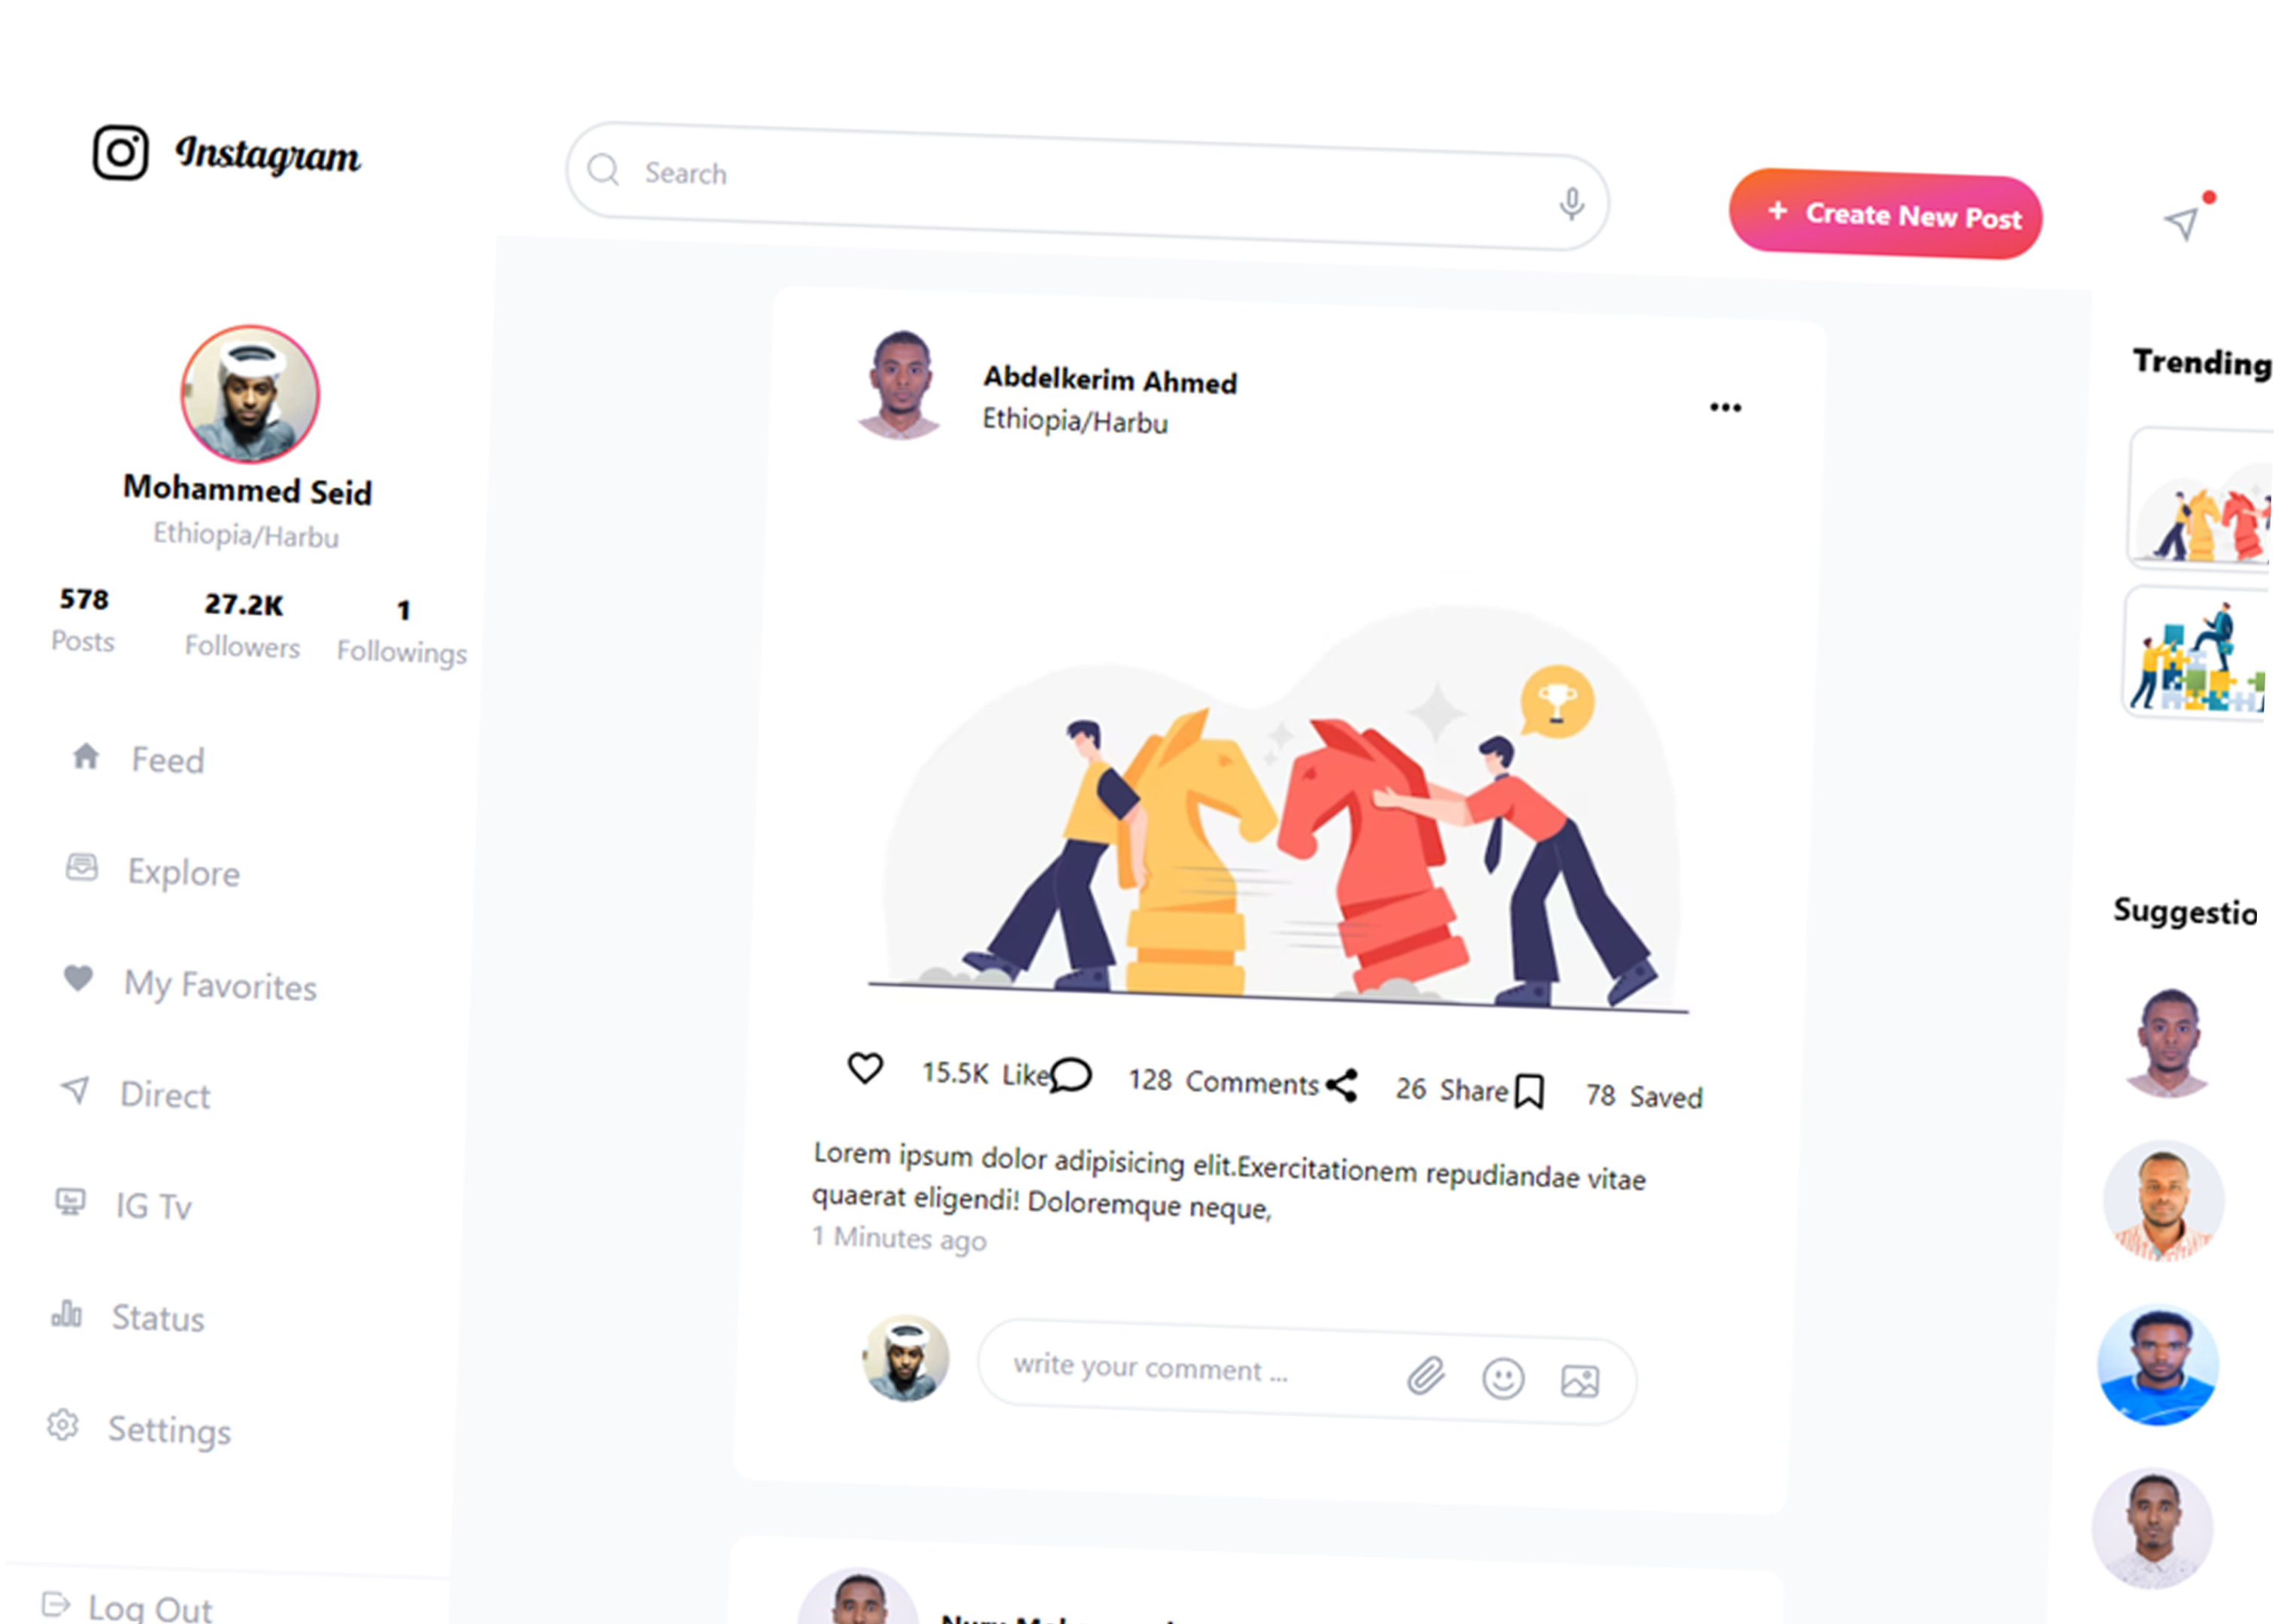 Instagram
Search
+ Create New Post
Mohammed Seid
Ethiopia/Harbu
578 27.2K 1
Posts Followers Followings
Feed
Explore
My Favorites
Direct
IG Tv
Status
Settings
Log Out
Abdelkerim Ahmed
Ethiopia/Harbu
15.5K Like 128 Comments 26 Share 78 Saved
Lorem ipsum dolor adipisicing elit.Exercitationem repudiandae vitae
quaerat eligendi! Doloremque neque,
1 Minutes ago
write your comment ...
Trending
Suggestio